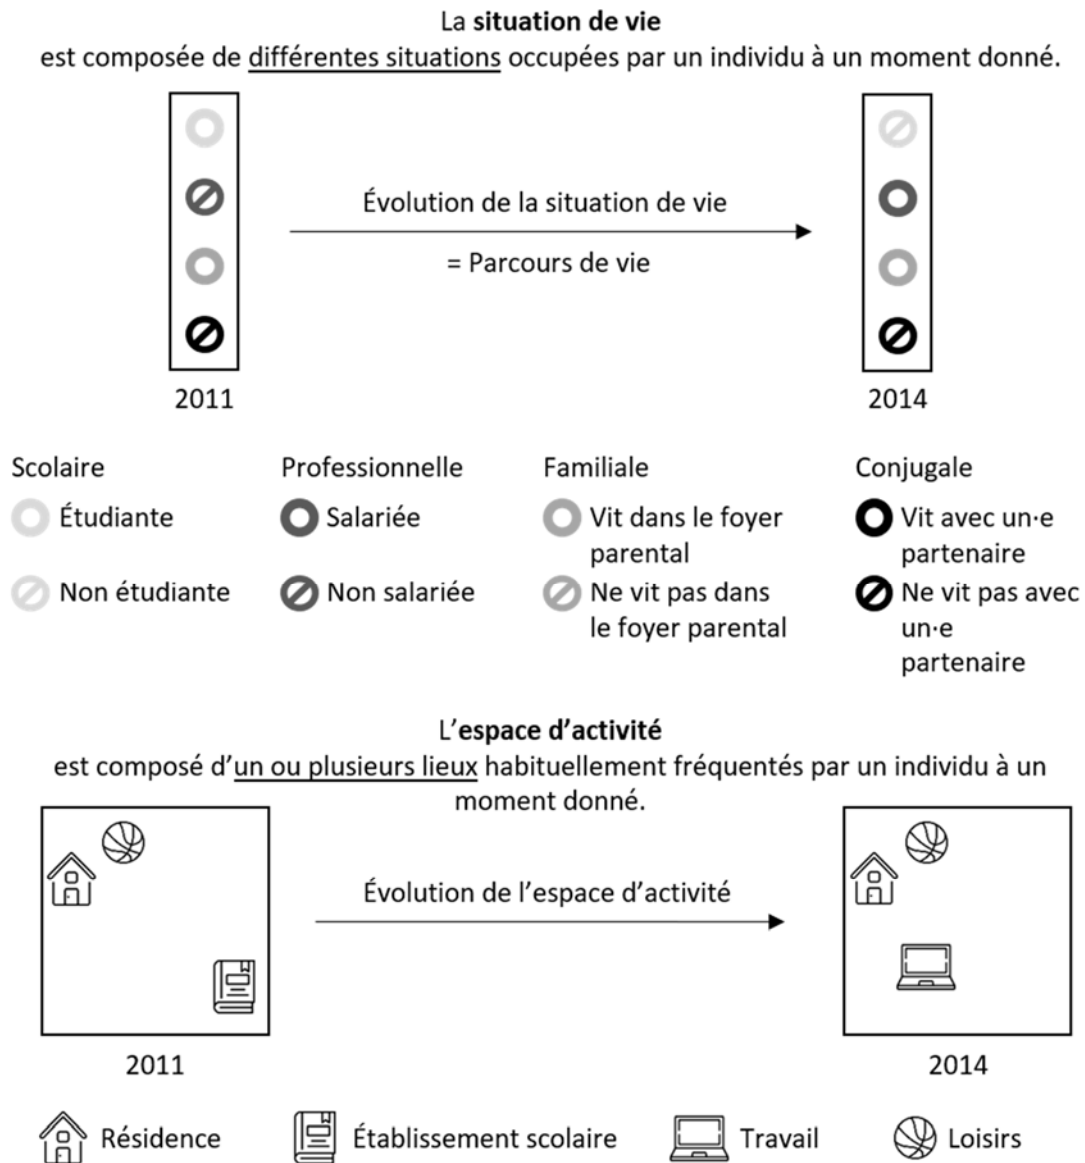 La situation de vie
est composée de différentes situations occupées par un individu à un moment donné.
Évolution de la situation de vie
= Parcours de vie
2011
2014
Scolaire
Étudiante
Non étudiante
Professionnelle
Salariée
Non salariée
Familiale
Vit dans le foyer
parental
Ne vit pas dans
le foyer parental
Conjugale
Vit avec un·e
partenaire
Ne vit pas avec
un·e
partenaire
L'espace d'activité
est composé d'un ou plusieurs lieux habituellement fréquentés par un individu à un
moment donné.
Évolution de l'espace d'activité
2011
2014
Résidence
Établissement scolaire
Travail
Loisirs